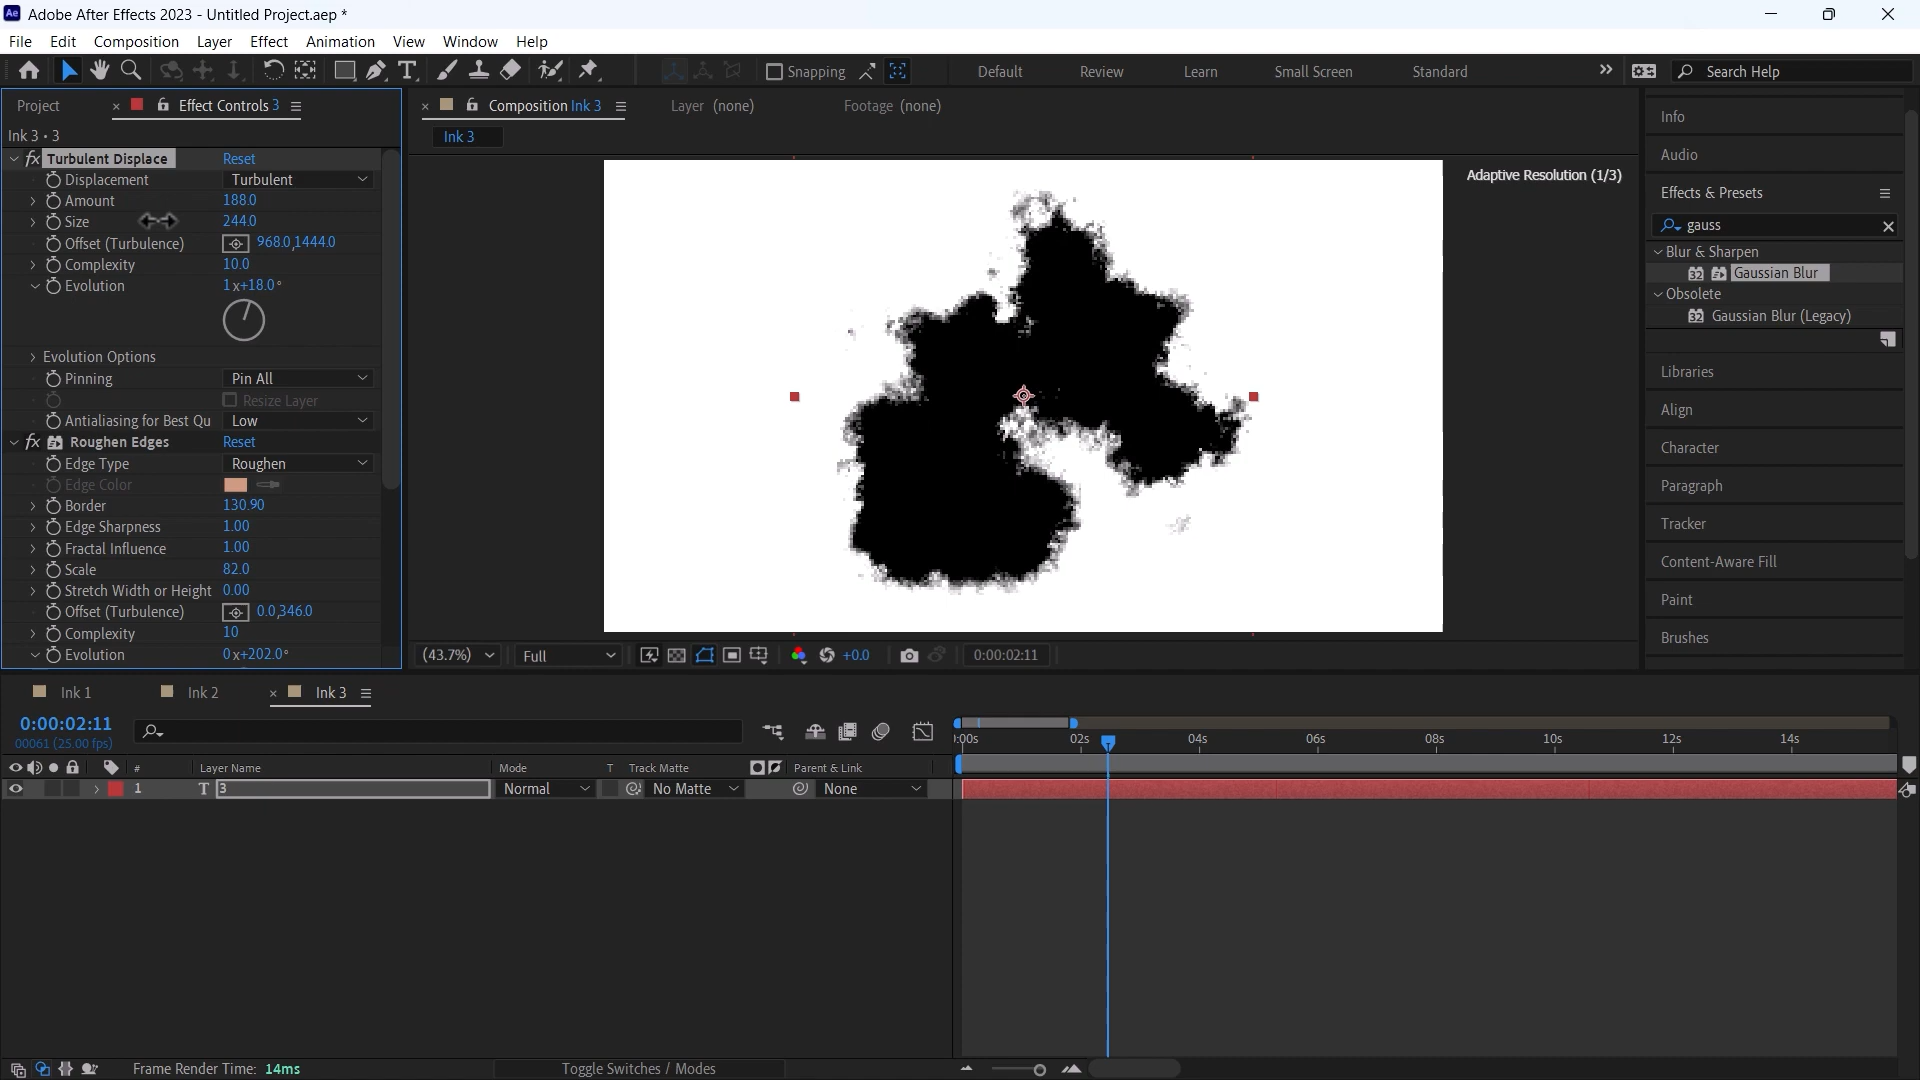 Ae Adobe After Effects 2023 - Untitled Project.aep *
File Edit Composition Layer Effect Animation View Window Help
Snapping Default Review Learn Small Screen Standard Search Help
Project × Effect Controls 3
Ink 3 • 3
fx Turbulent Displace Reset
Displacement Turbulent
Amount 188.0
Size 244.0
Offset (Turbulence) 968.0,1444.0
Complexity 10.0
Evolution 1x+18.0°
Evolution Options
Pinning Pin All
Resize Layer
Antialiasing for Best Qu Low
fx Roughen Edges Reset
Edge Type Roughen
Edge Color
Border 130.90
Edge Sharpness 1.00
Fractal Influence 1.00
Scale 82.0
Stretch Width or Height 0.00
Offset (Turbulence) 0.0,346.0
Complexity 10
Evolution 0x+202.0°
× Composition Ink 3 Layer (none) Footage (none)
Ink 3
Adaptive Resolution (1/3)
(43.7%) Full +0.0 0:00:02:11
Info
Audio
Effects & Presets
gauss
Blur & Sharpen
32 Gaussian Blur
Obsolete
32 Gaussian Blur (Legacy)
Libraries
Align
Character
Paragraph
Tracker
Content-Aware Fill
Paint
Brushes
Ink 1 Ink 2 × Ink 3
0:00:02:11
00061 (25.00 fps)
:00s 02s 04s 06s 08s 10s 12s 14s
# Layer Name Mode T Track Matte Parent & Link
1 T 3 Normal No Matte None
Frame Render Time: 14ms Toggle Switches / Modes